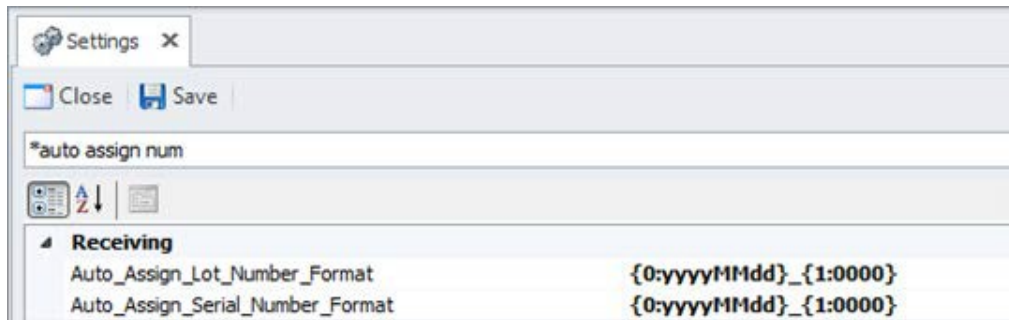 Settings
Close Save
*auto assign num
Receiving
Auto_Assign_Lot_Number_Format {0:yyyyMMdd}_{1:0000}
Auto_Assign_Serial_Number_Format {0:yyyyMMdd}_{1:0000}